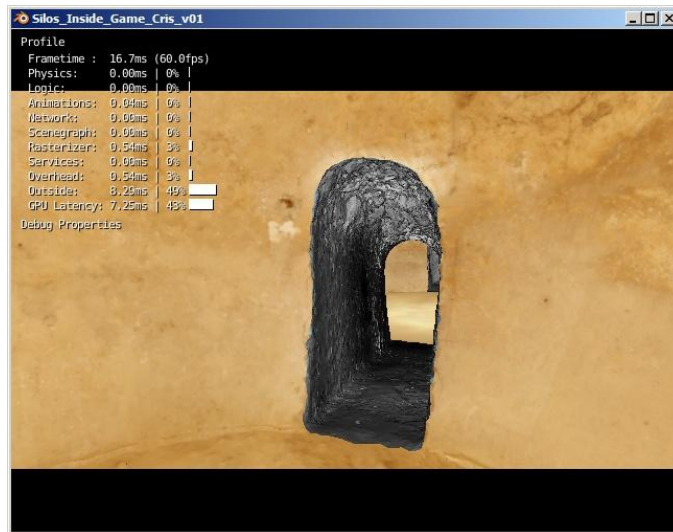 Silos_Inside_Game_Cris_v01
Profile
Frametime : 16.7ms (60.0fps)
Physics: 0.00ms | 0%
Logic: 0.00ms | 0%
Animations: 0.04ms | 0%
Network: 0.00ms | 0%
Scenegraph: 0.06ms | 0%
Rasterizer: 0.54ms | 3%
Services: 0.00ms | 0%
Overhead: 0.54ms | 3%
Outside: 8.29ms | 49%
GPU Latency: 7.25ms | 43%
Debug Properties